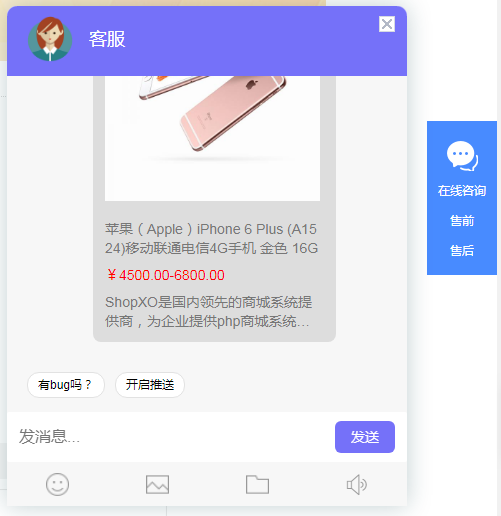 客服
苹果（Apple）iPhone 6 Plus (A15
24)移动联通电信4G手机 金色 16G
￥4500.00-6800.00
ShopXO是国内领先的商城系统提
供商，为企业提供php商城系统...
有bug吗？
开启推送
发消息...
发送
在线咨询
售前
售后